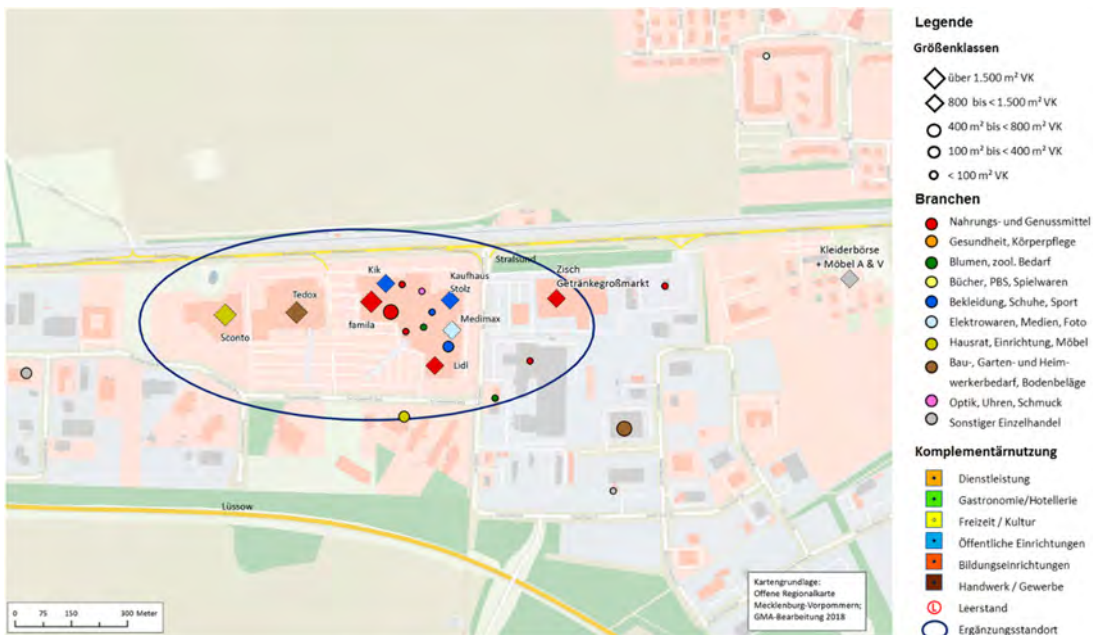 Kik
Kaufhaus
Stolz
Stralsund
Zisch
Getränkegroßmarkt
Kleiderbörse
+ Möbel A & V
Tedox
famila
Medimax
Sconto
Lidl
Lüssow
0 75 150 300 Meter
Kartengrundlage:
Offene Regionalkarte
Mecklenburg-Vorpommern;
GMA-Bearbeitung 2018
Legende
Größenklassen
über 1.500 m² VK
800 bis < 1.500 m² VK
400 m² bis < 800 m² VK
100 m² bis < 400 m² VK
< 100 m² VK
Branchen
Nahrungs- und Genussmittel
Gesundheit, Körperpflege
Blumen, zool. Bedarf
Bücher, PBS, Spielwaren
Bekleidung, Schuhe, Sport
Elektrowaren, Medien, Foto
Hausrat, Einrichtung, Möbel
Bau-, Garten- und Heim-
werkerbedarf, Bodenbeläge
Optik, Uhren, Schmuck
Sonstiger Einzelhandel
Komplementärnutzung
Dienstleistung
Gastronomie/Hotellerie
Freizeit / Kultur
Öffentliche Einrichtungen
Bildungseinrichtungen
Handwerk / Gewerbe
L Leerstand
Ergänzungsstandort